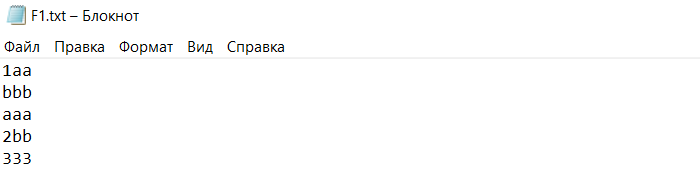 F1.txt – Блокнот
Файл Правка Формат Вид Справка
1aa
bbb
aaa
2bb
333